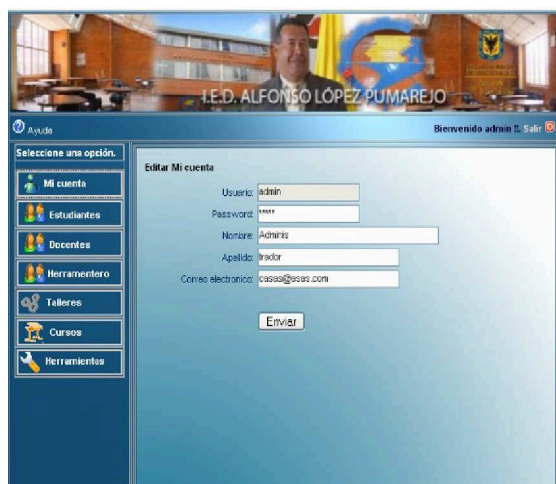 I.E.D. ALFONSO LÓPEZ PUMAREJO
Ayuda
Bienvenido admin !!. Salir
Seleccione una opción.
Mi cuenta
Estudiantes
Docentes
Herramentero
Talleres
Cursos
Herramientas
Editar Mi cuenta
Usuario: admin
Password: *****
Nombre: Adminis
Apellido: trador
Correo electronico: casas@asas.com
Enviar